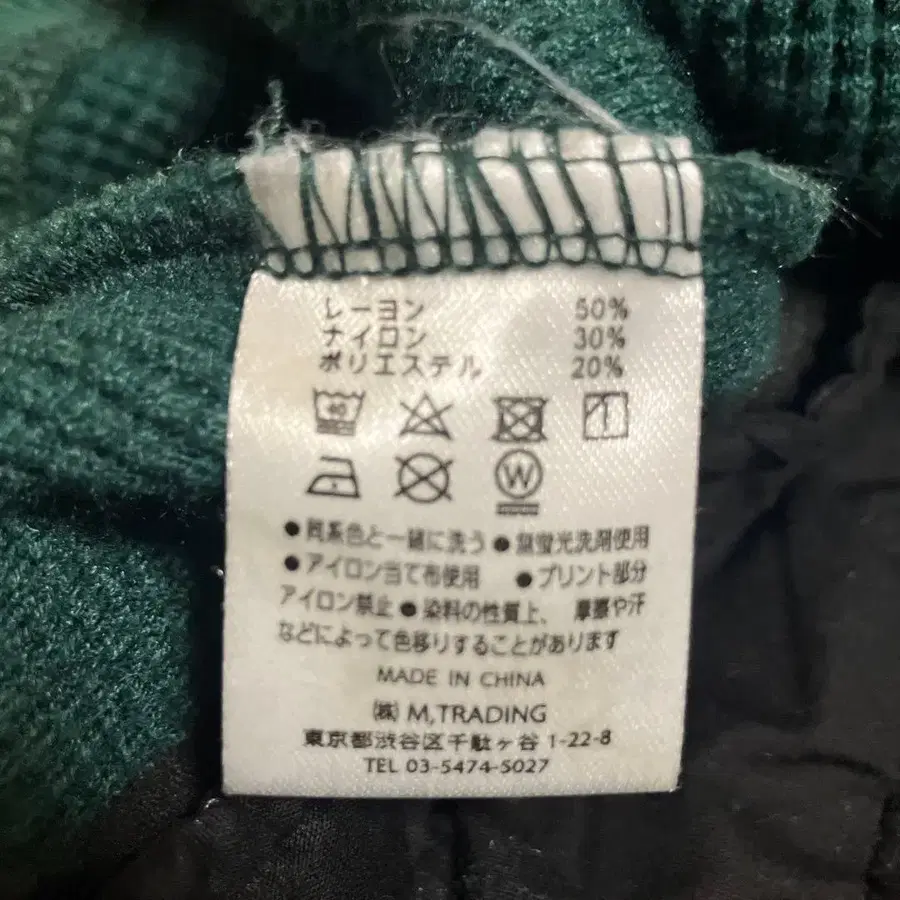 レーヨン 50%
ナイロン 30%
ポリエステル 20%
40
W
●同系色と一緒に洗う ●無蛍光洗剤使用
●アイロン当て布使用 ●プリント部分
アイロン禁止 ●染料の性質上、摩擦や汗
などによって色移りすることがあります
MADE IN CHINA
㈱ M,TRADING
東京都渋谷区千駄ヶ谷 1-22-8
TEL 03-5474-5027